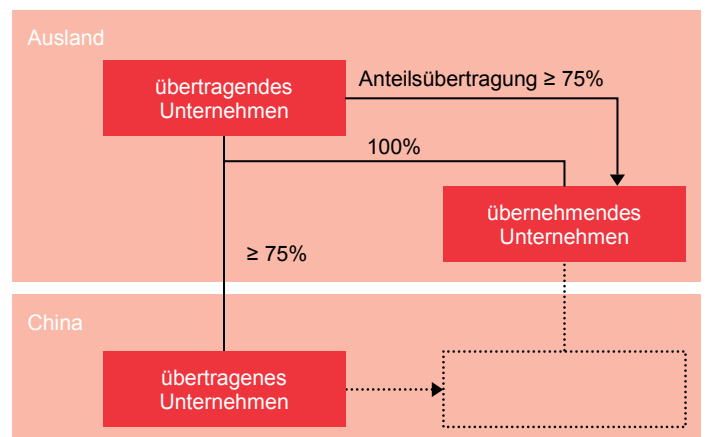 Ausland
übertragendes
Unternehmen
Anteilsübertragung ≥ 75%
100%
übernehmendes
Unternehmen
≥ 75%
China
übertragenes
Unternehmen